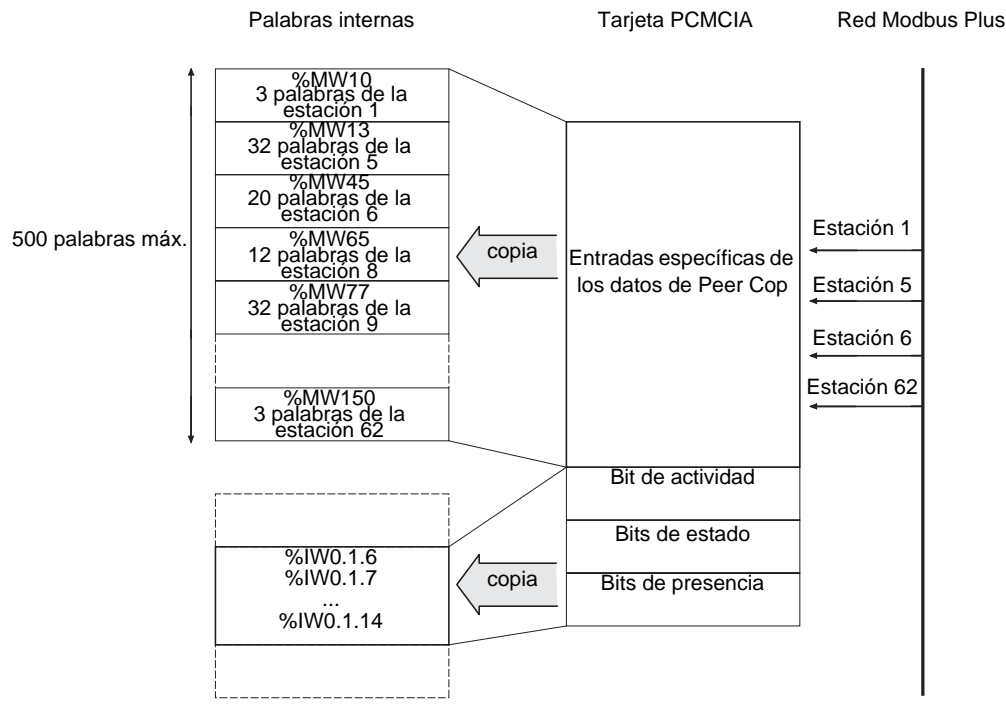 Palabras internas
Tarjeta PCMCIA
Red Modbus Plus
%MW10
3 palabras de la
estación 1
%MW13
32 palabras de la
estación 5
%MW45
20 palabras de la
estación 6
500 palabras máx.
%MW65
12 palabras de la
estación 8
%MW77
32 palabras de la
estación 9
%MW150
3 palabras de la
estación 62
copia
Entradas específicas de
los datos de Peer Cop
Estación 1
Estación 5
Estación 6
Estación 62
Bit de actividad
Bits de estado
Bits de presencia
%IW0.1.6
%IW0.1.7
...
%IW0.1.14
copia